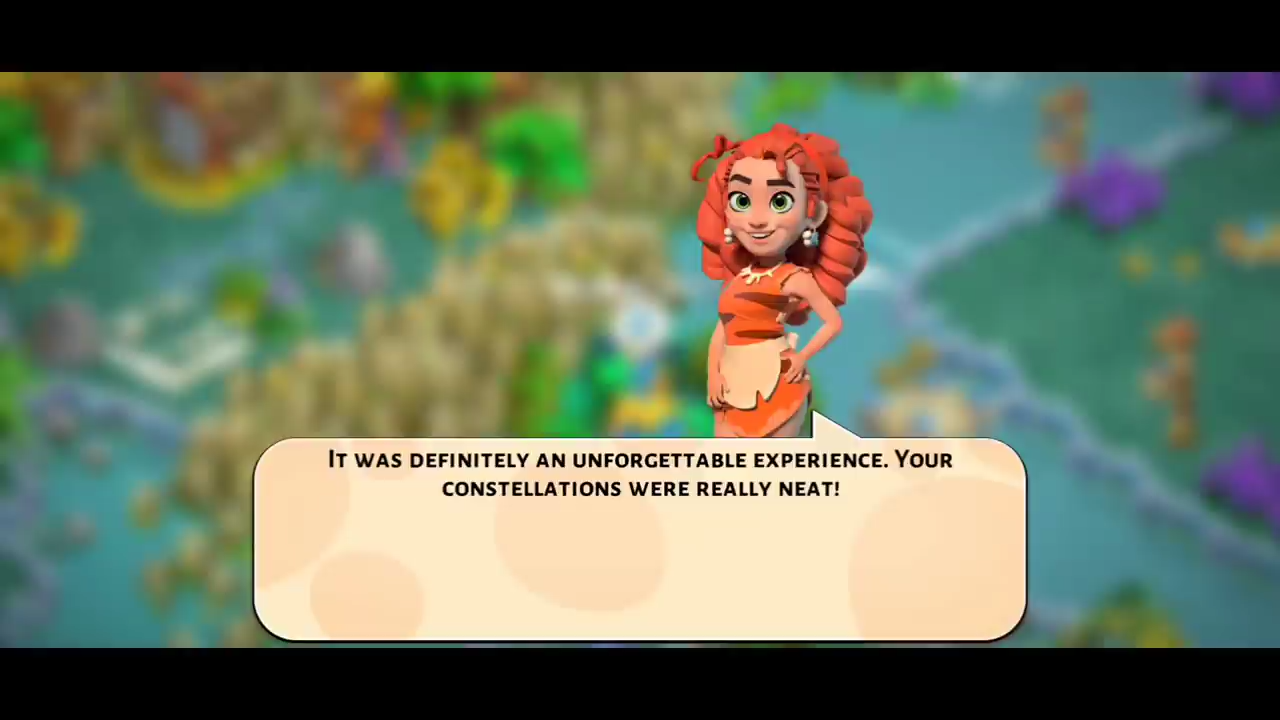 It was definitely an unforgettable experience. Your
constellations were really neat!